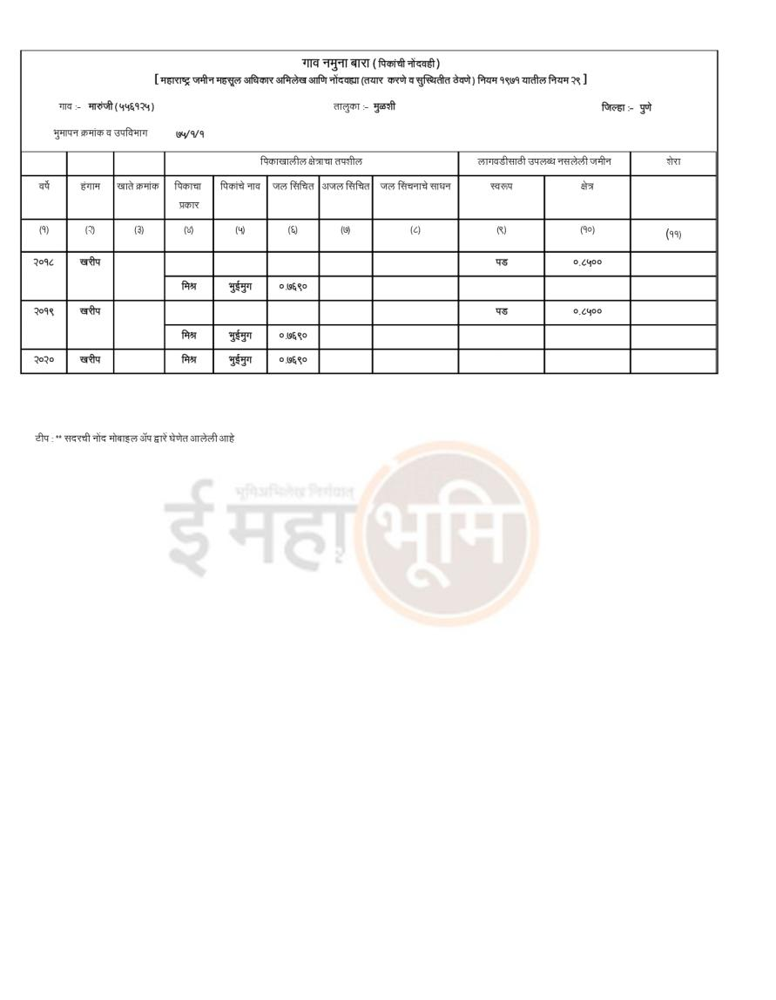 गाव नमुना बारा ( पिकांची नोंदवही )
[ महाराष्ट्र जमीन महसूल अधिकार अभिलेख आणि नोंदवह्या (तयार करणे व सुस्थितीत ठेवणे ) नियम १९७१ यातील नियम २९ ]
गाव :- मारुंजी ( ५५६१२५ ) तालुका :- मुळशी जिल्हा :- पुणे
भुमापन क्रमांक व उपविभाग ७५/१/१
पिकाखालील क्षेत्राचा तपशील लागवडीसाठी उपलब्ध नसलेली जमीन शेरा
वर्षे हंगाम खाते क्रमांक पिकाचा पिकांचे नाव जल सिंचित अजल सिंचित जल सिंचनाचे साधन स्वरूप क्षेत्र
प्रकार
(१) (२) (३) (४) (५) (६) (७) (८) (९) (१०) (११)
२०१८ खरीप पड ०.८५००
मिश्र भुईमुग ०.७६९०
२०१९ खरीप पड ०.८५००
मिश्र भुईमुग ०.७६९०
२०२० खरीप मिश्र भुईमुग ०.७६९०
टीप : ** सदरची नोंद मोबाइल ॲप द्वारे घेणेत आलेली आहे
ई महाभूमि